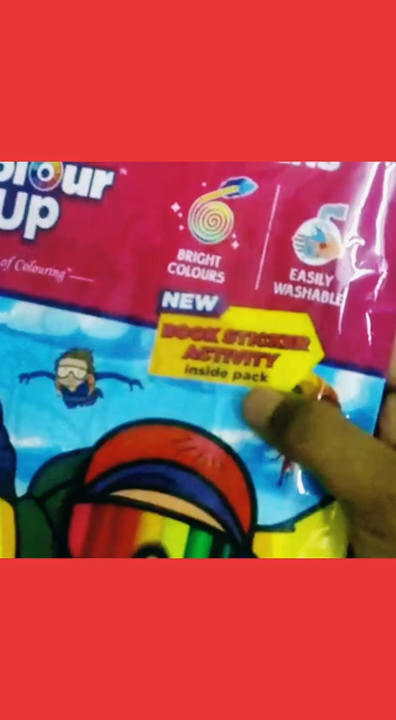 olour
Up
of Colouring"
BRIGHT
COLOURS
EASILY
WASHABLE
NEW
BOOK STICKER
ACTIVITY
inside pack